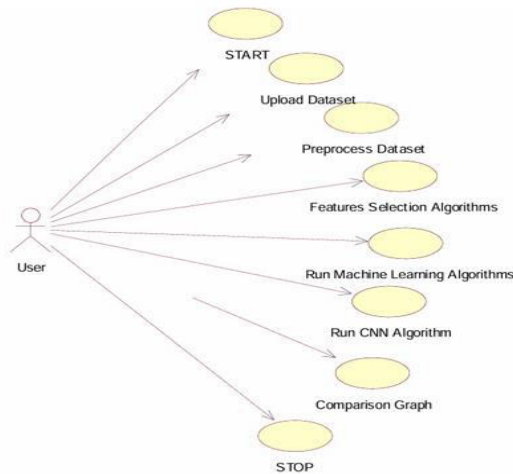 START
Upload Dataset
Preprocess Dataset
Features Selection Algorithms
User
Run Machine Learning Algorithms
Run CNN Algorithm
Comparison Graph
STOP